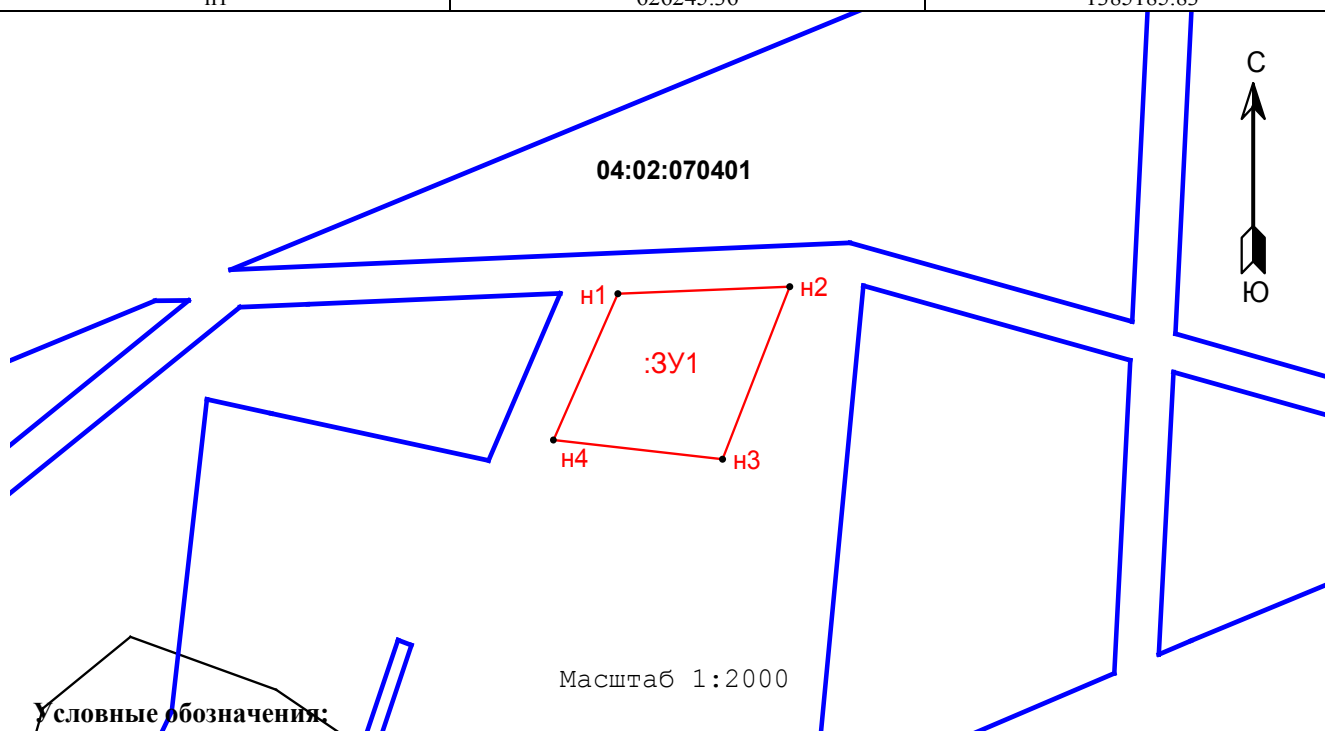 С
04:02:070401
н1
н2
Ю
:ЗУ1
н4
н3
Масштаб 1:2000
Условные обозначения: